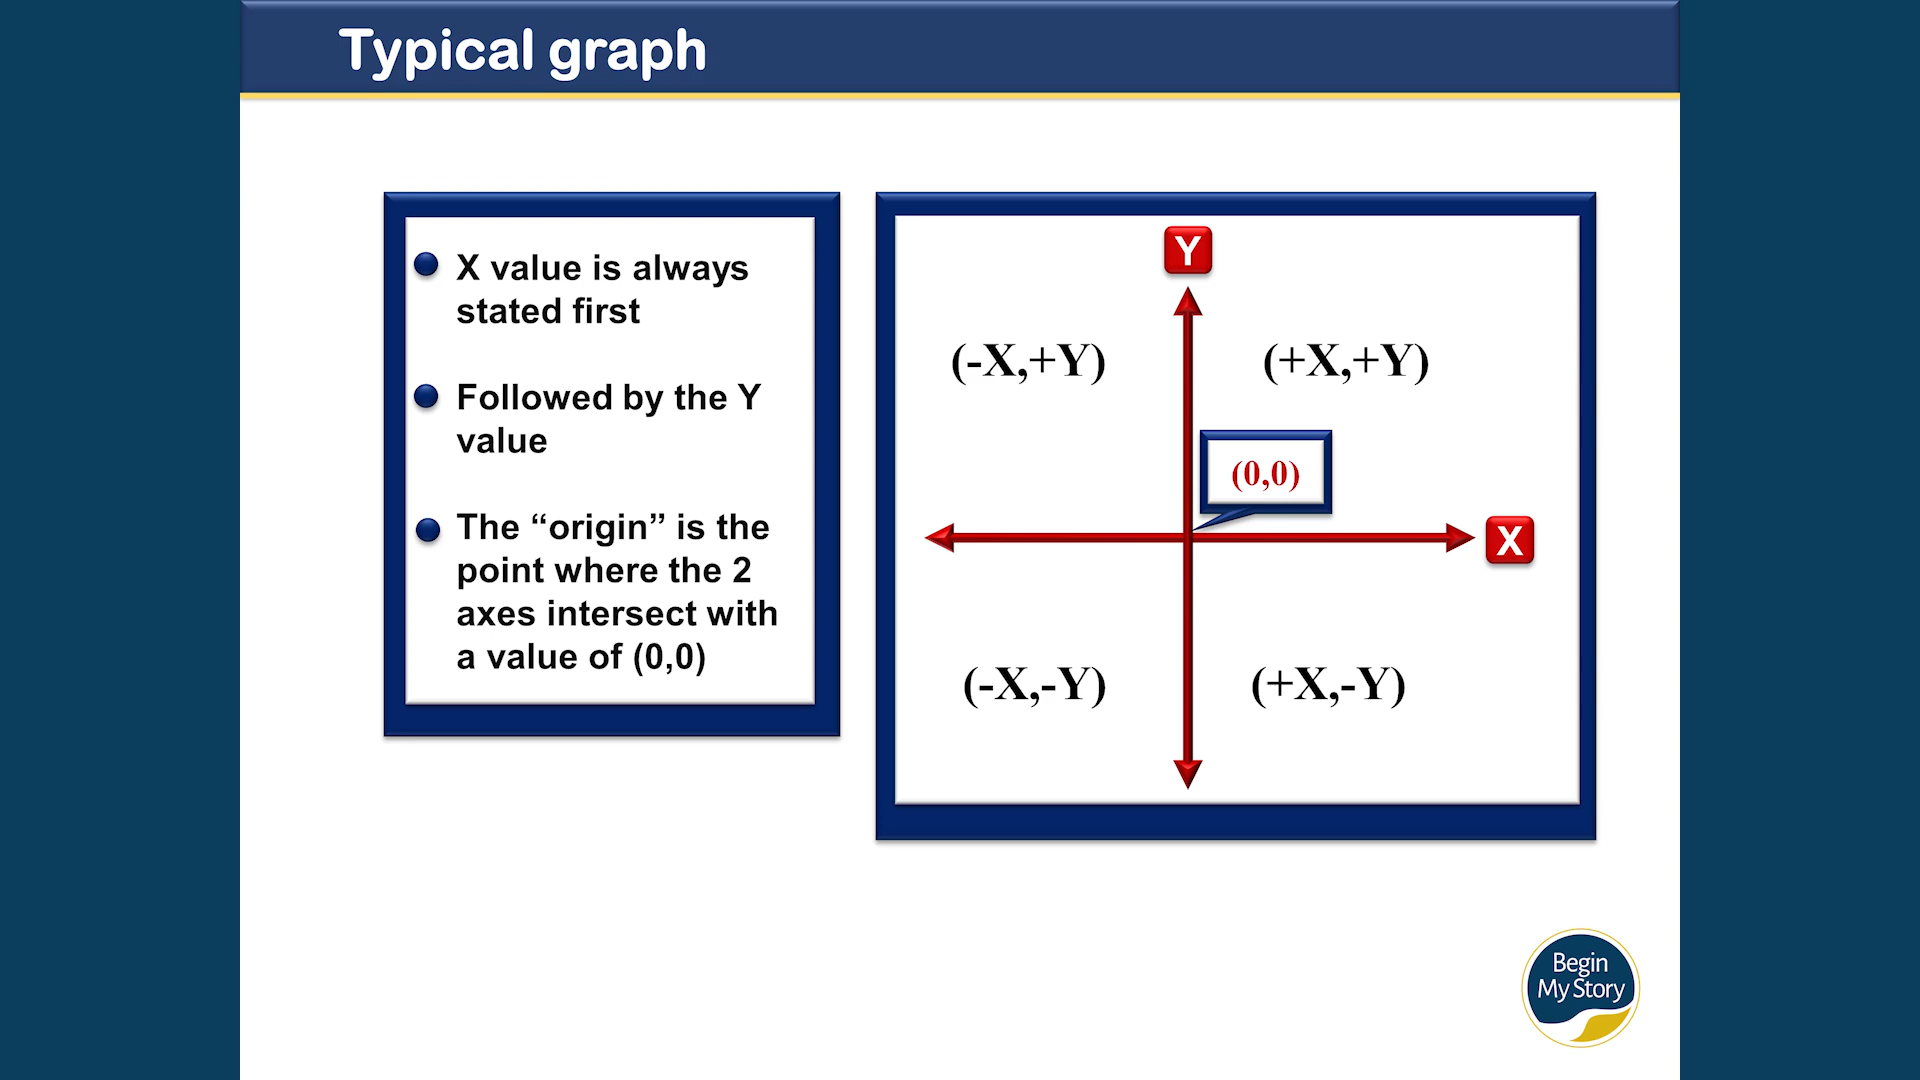 Typical graph
X value is always
stated first
Followed by the Y
value
The “origin” is the
point where the 2
axes intersect with
a value of (0,0)
Y
(-X,+Y)
(+X,+Y)
(0,0)
X
(-X,-Y)
(+X,-Y)
Begin
My Story